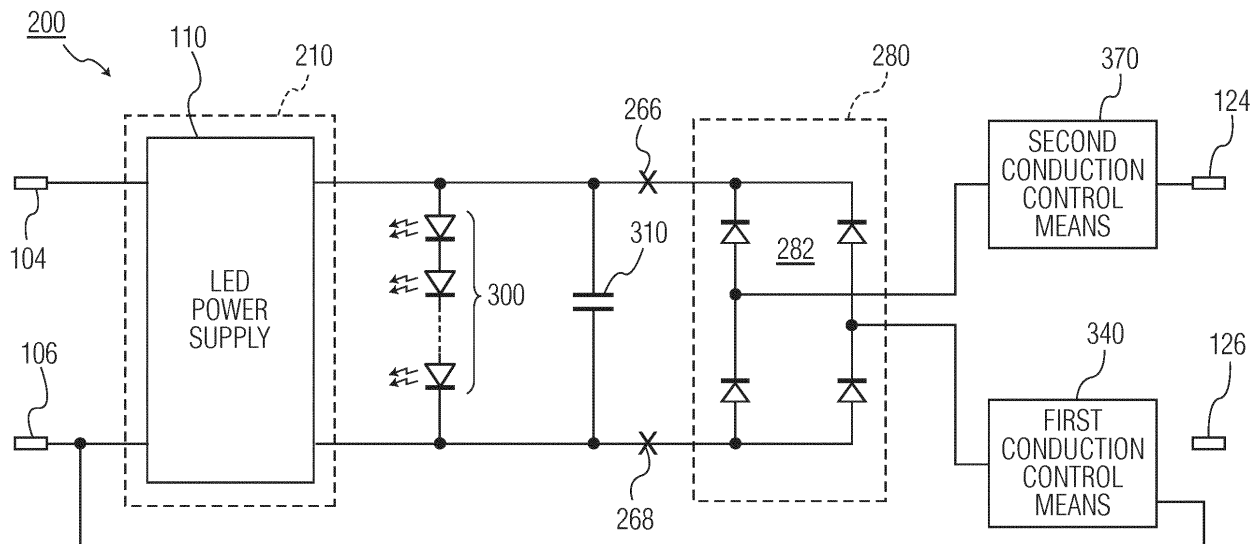 200
110
210
280
370
124
266
SECOND
CONDUCTION
CONTROL
MEANS
104
282
310
300
LED
POWER
SUPPLY
106
340
126
FIRST
CONDUCTION
CONTROL
MEANS
268